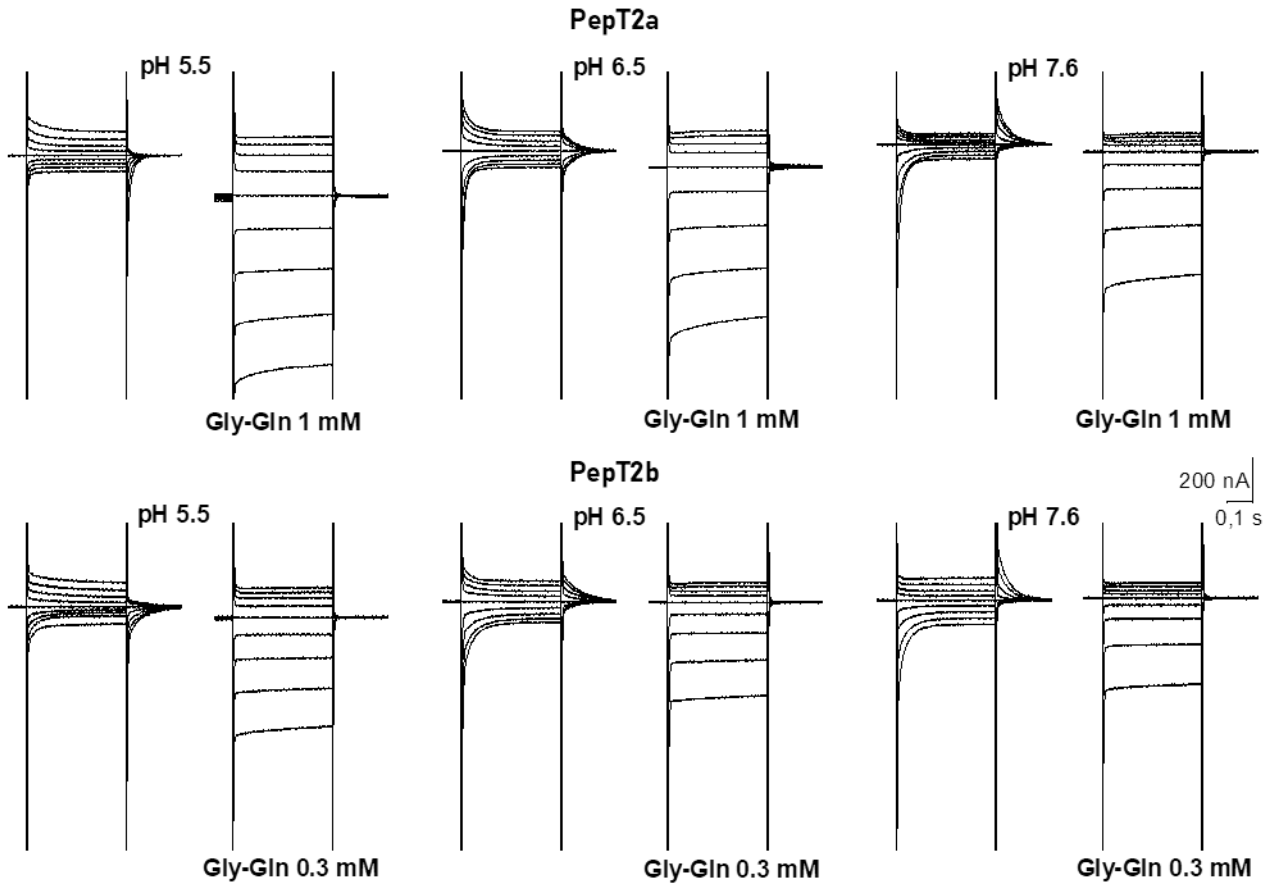 PepT2a
pH 5.5
pH 6.5
pH 7.6
Gly-Gln 1 mM
Gly-Gln 1 mM
Gly-Gln 1 mM
PepT2b
200 nA
0,1 s
pH 5.5
pH 6.5
pH 7.6
Gly-Gln 0.3 mM
Gly-Gln 0.3 mM
Gly-Gln 0.3 mM